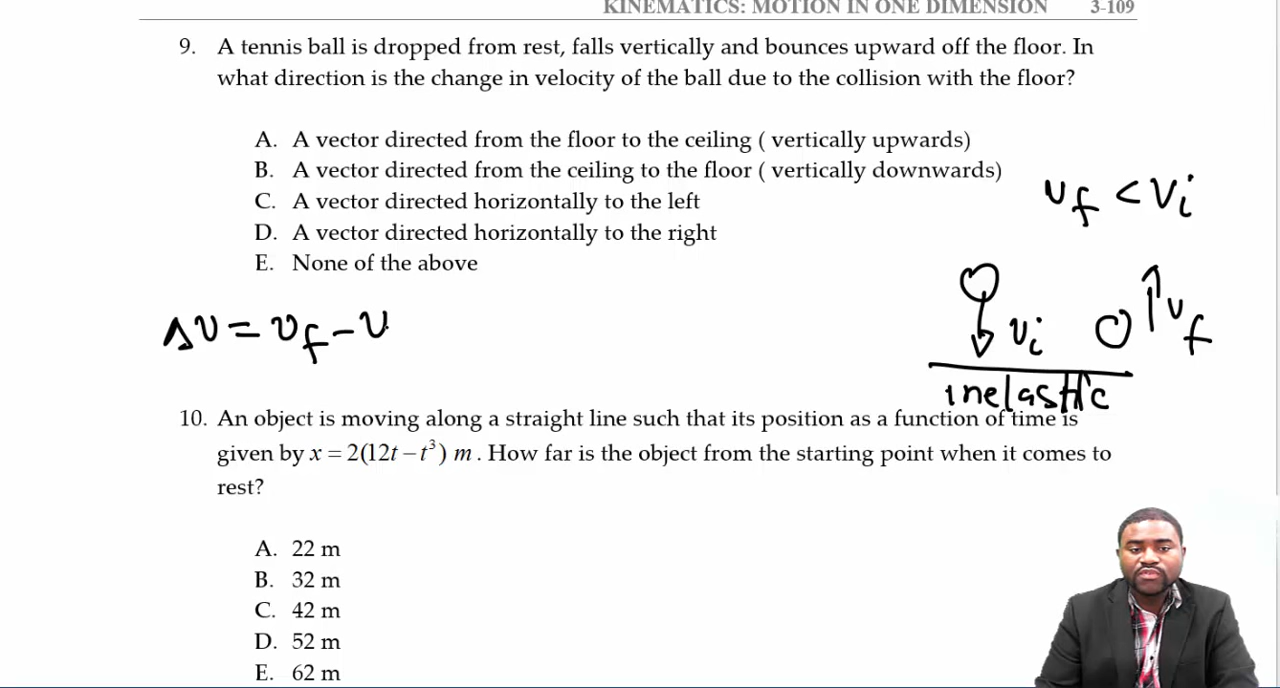 KINEMATICS: MOTION IN ONE DIMENSION 3-109
9. A tennis ball is dropped from rest, falls vertically and bounces upward off the floor. In
what direction is the change in velocity of the ball due to the collision with the floor?
A. A vector directed from the floor to the ceiling ( vertically upwards)
B. A vector directed from the ceiling to the floor ( vertically downwards)
C. A vector directed horizontally to the left
D. A vector directed horizontally to the right
E. None of the above
v_f < v_i
v_i
v_f
Δv = v_f - v
inelastic
10. An object is moving along a straight line such that its position as a function of time is
given by x = 2(12t – t³) m . How far is the object from the starting point when it comes to
rest?
A. 22 m
B. 32 m
C. 42 m
D. 52 m
E. 62 m